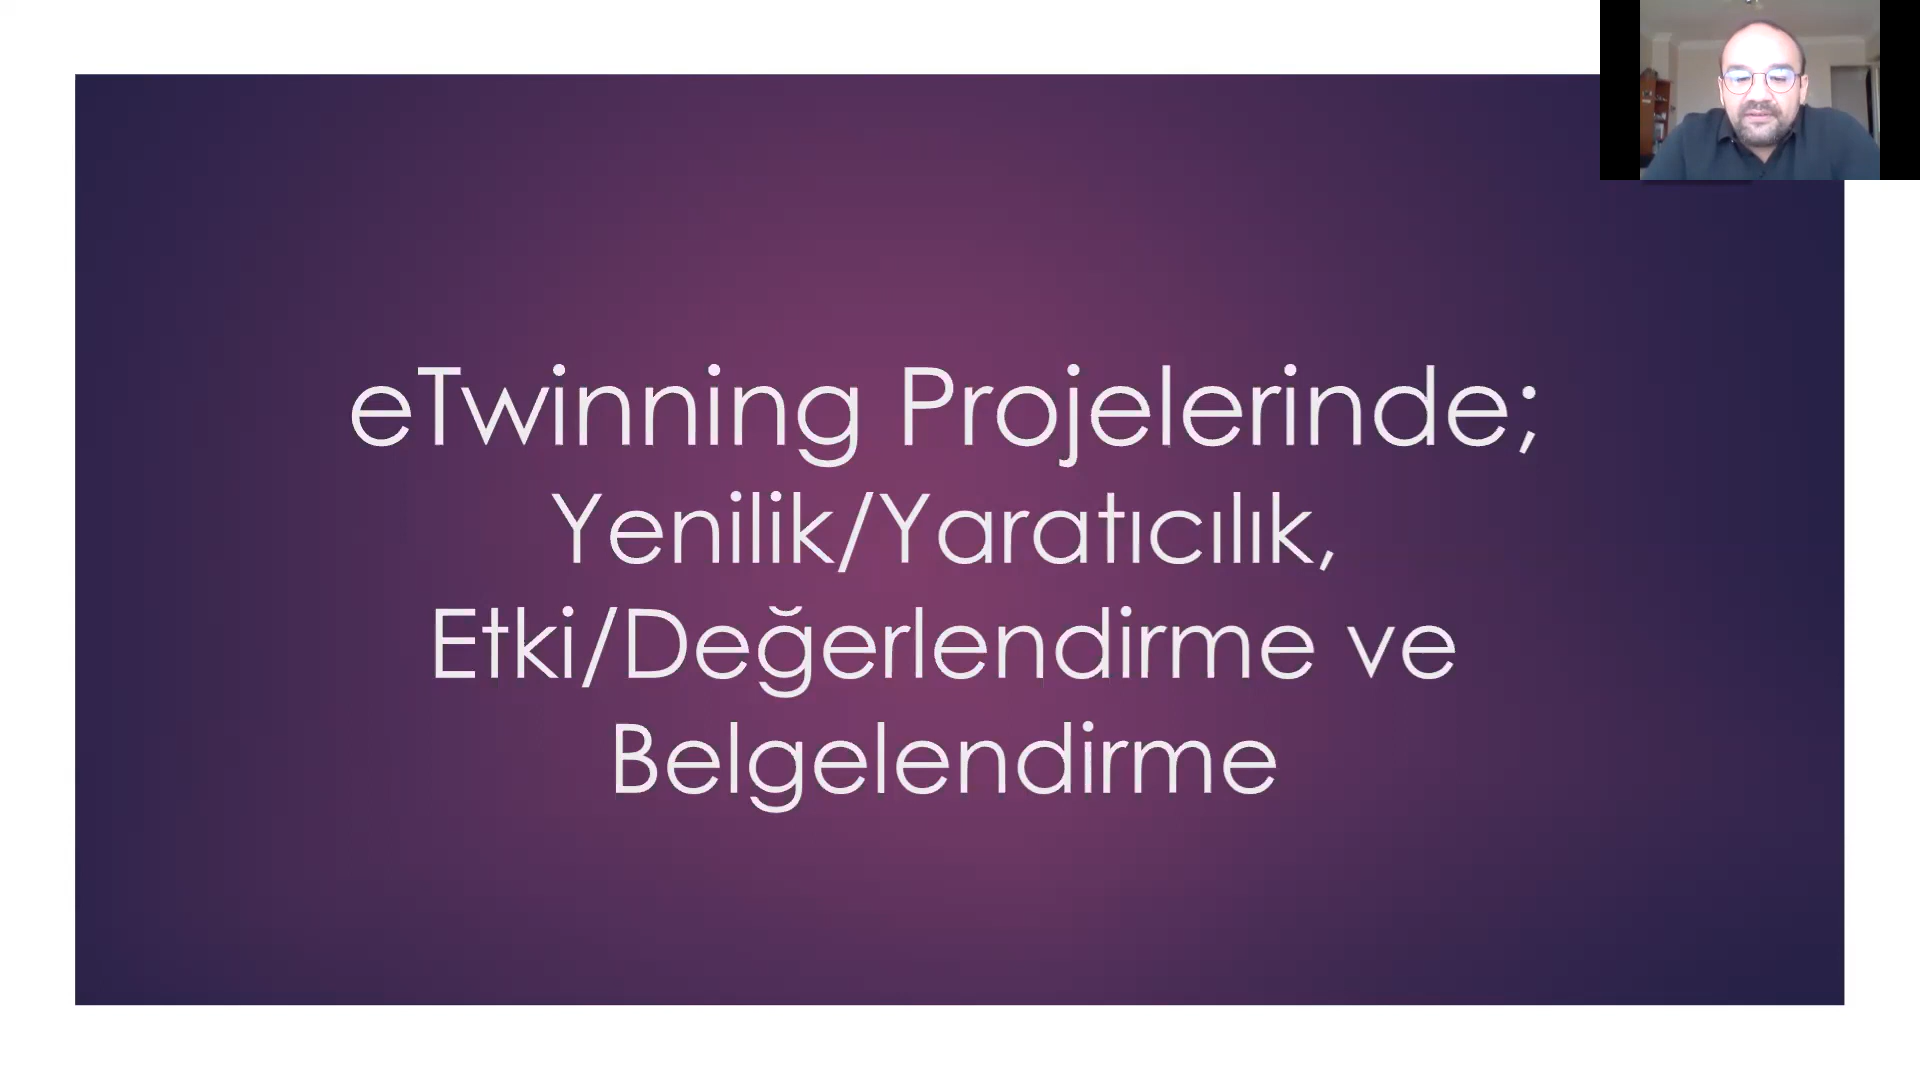 eTwinning Projelerinde;
Yenilik/Yaratıcılık,
Etki/Değerlendirme ve
Belgelendirme